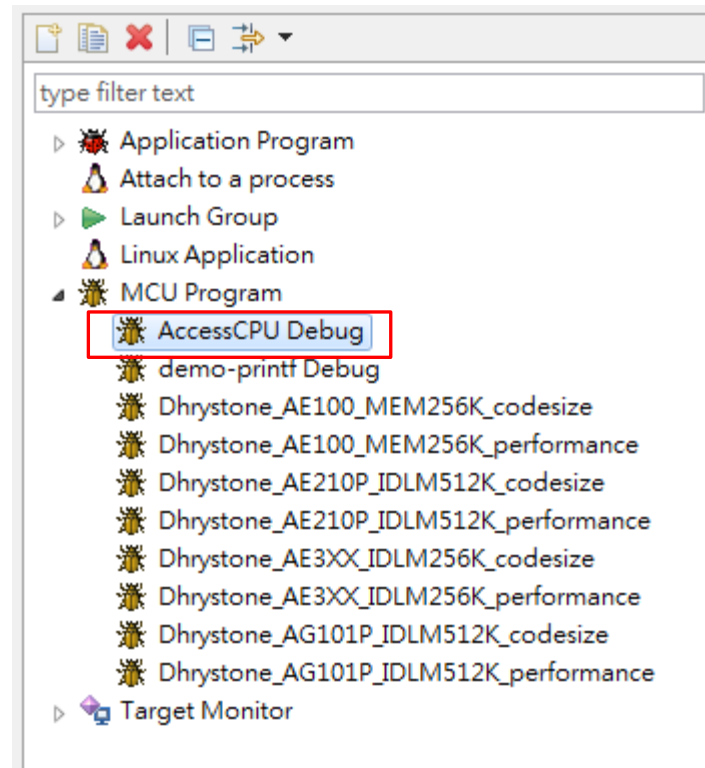 type filter text
Application Program
Attach to a process
Launch Group
Linux Application
MCU Program
AccessCPU Debug
demo-printf Debug
Dhrystone_AE100_MEM256K_codesize
Dhrystone_AE100_MEM256K_performance
Dhrystone_AE210P_IDLM512K_codesize
Dhrystone_AE210P_IDLM512K_performance
Dhrystone_AE3XX_IDLM256K_codesize
Dhrystone_AE3XX_IDLM256K_performance
Dhrystone_AG101P_IDLM512K_codesize
Dhrystone_AG101P_IDLM512K_performance
Target Monitor